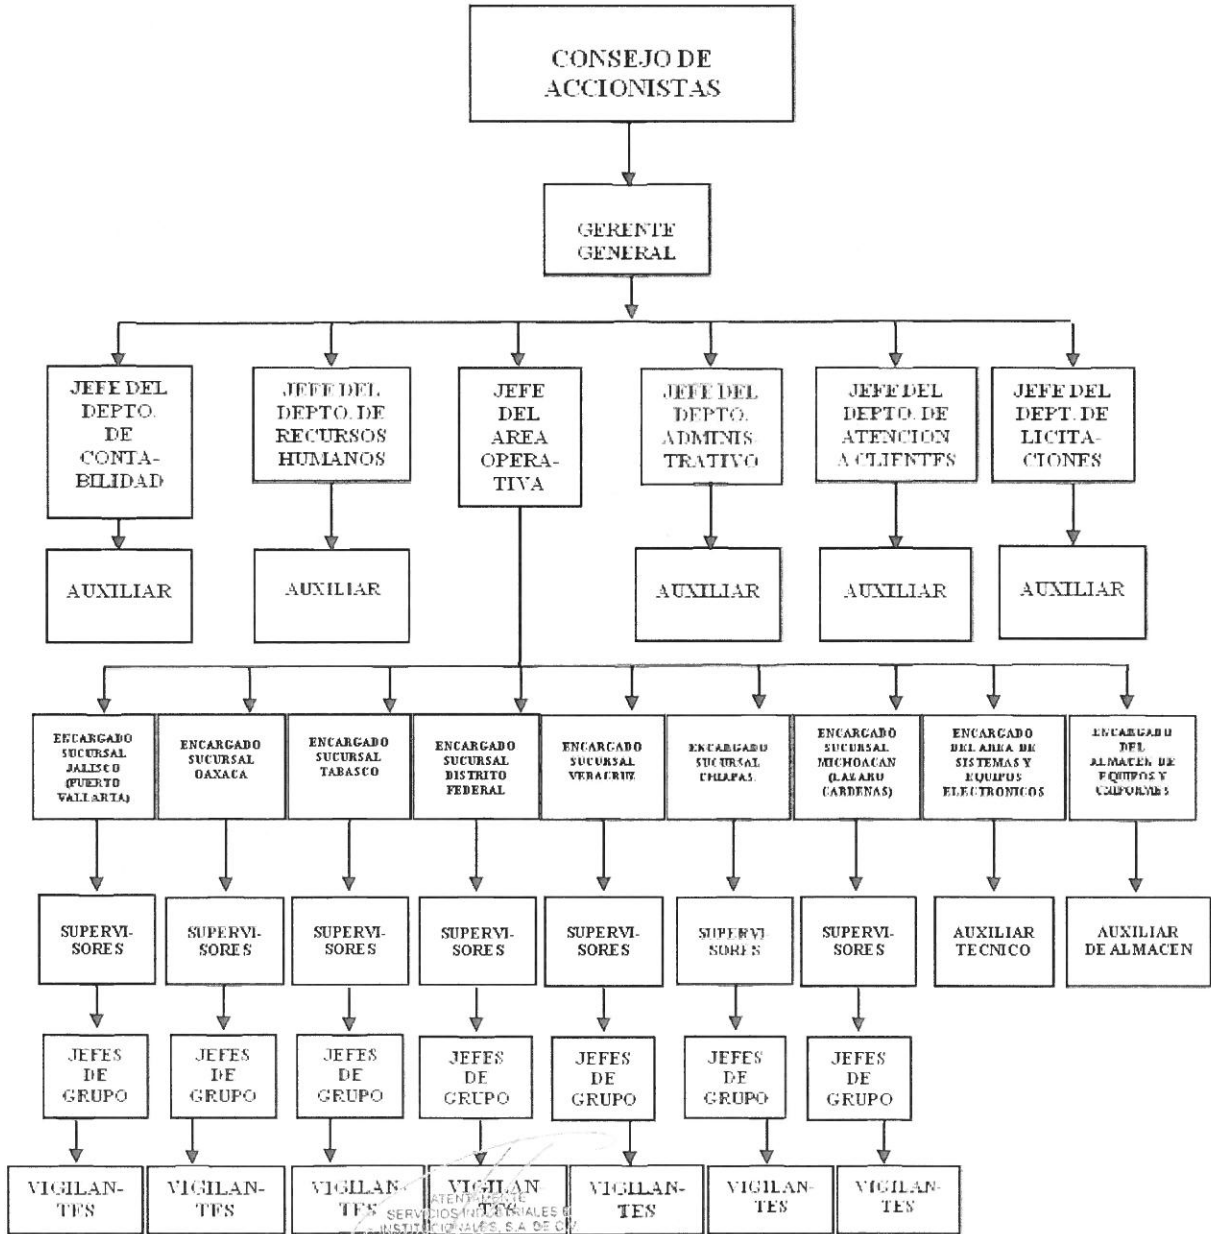 CONSEJO DE
ACCIONISTAS
GERENTE
GENERAL
JEFE DEL
DEPTO.
DE
CONTA-
BILIDAD
JEFE DEL
DEPTO. DE
RECURSOS
HUMANOS
JEFE
DEL
AREA
OPERA-
TIVA
JEFE DEL
DEPTO.
ADMINIS-
TRATIVO
JEFE DEL
DEPTO. DE
ATENCION
A CLIENTES
JEFE DEL
DEPT. DE
LICITA-
CIONES
AUXILIAR
AUXILIAR
AUXILIAR
AUXILIAR
AUXILIAR
ENCARGADO
SUCURSAL
JALISCO
(PUERTO
VALLARTA)
ENCARGADO
SUCURSAL
OAXACA
ENCARGADO
SUCURSAL
TABASCO
ENCARGADO
SUCURSAL
DISTRITO
FEDERAL
ENCARGADO
SUCURSAL
VERACRUZ
ENCARGADO
SUCURSAL
CHIAPAS.
ENCARGADO
SUCURSAL
MICHOACAN
(LAZARO
CARDENAS)
ENCARGADO
DEL AREA DE
SISTEMAS Y
EQUIPOS
ELECTRONICOS
ENCARGADO
DEL
ALMACEN DE
EQUIPOS Y
UNIFORMES
SUPERVI-
SORES
SUPERVI-
SORES
SUPERVI-
SORES
SUPERVI-
SORES
SUPERVI-
SORES
SUPERVI-
SORES
SUPERVI-
SORES
AUXILIAR
TECNICO
AUXILIAR
DE ALMACEN
JEFES
DE
GRUPO
JEFES
DE
GRUPO
JEFES
DE
GRUPO
JEFES
DE
GRUPO
JEFES
DE
GRUPO
JEFES
DE
GRUPO
JEFES
DE
GRUPO
VIGILAN-
TES
VIGILAN-
TES
VIGILAN-
TES
VIGILAN-
TES
VIGILAN-
TES
VIGILAN-
TES
VIGILAN-
TES
ATENTAMENTE
SERVICIOS INDUSTRIALES E
INSTITUCIONALES, S.A. DE C.V.